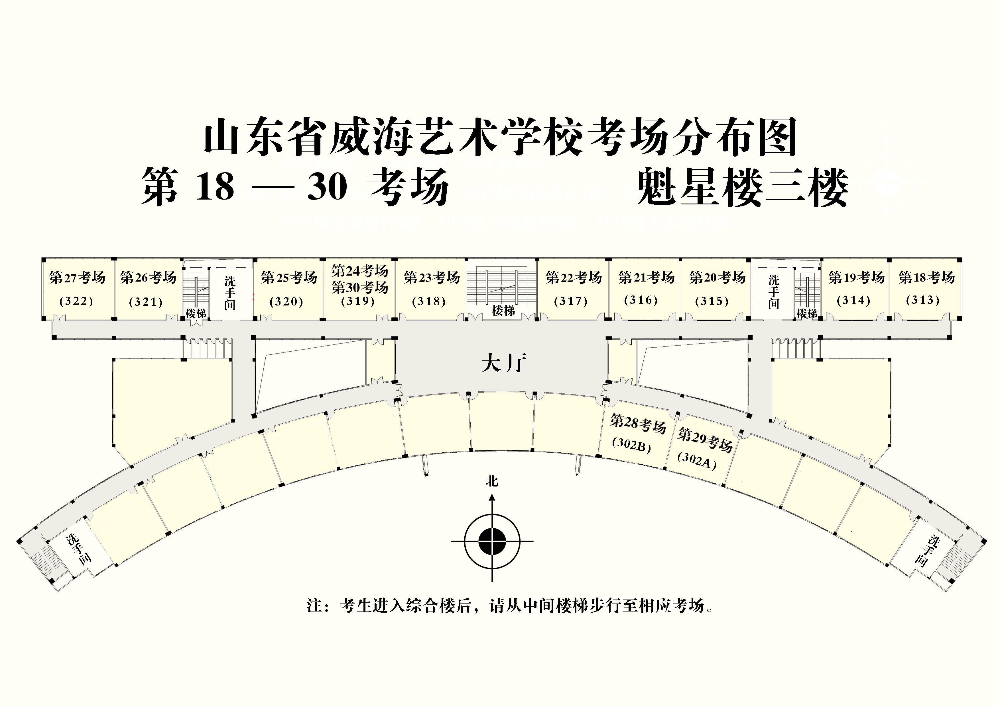 山东省威海艺术学校考场分布图
第 18 — 30 考场
魁星楼三楼
第27考场
(322)
第26考场
(321)
楼梯
洗手间
第25考场
(320)
第24考场
第30考场
(319)
第23考场
(318)
楼梯
第22考场
(317)
第21考场
(316)
第20考场
(315)
洗手间
楼梯
第19考场
(314)
第18考场
(313)
大厅
第28考场
(302B)
第29考场
(302A)
洗手间
洗手间
北
注：考生进入综合楼后，请从中间楼梯步行至相应考场。